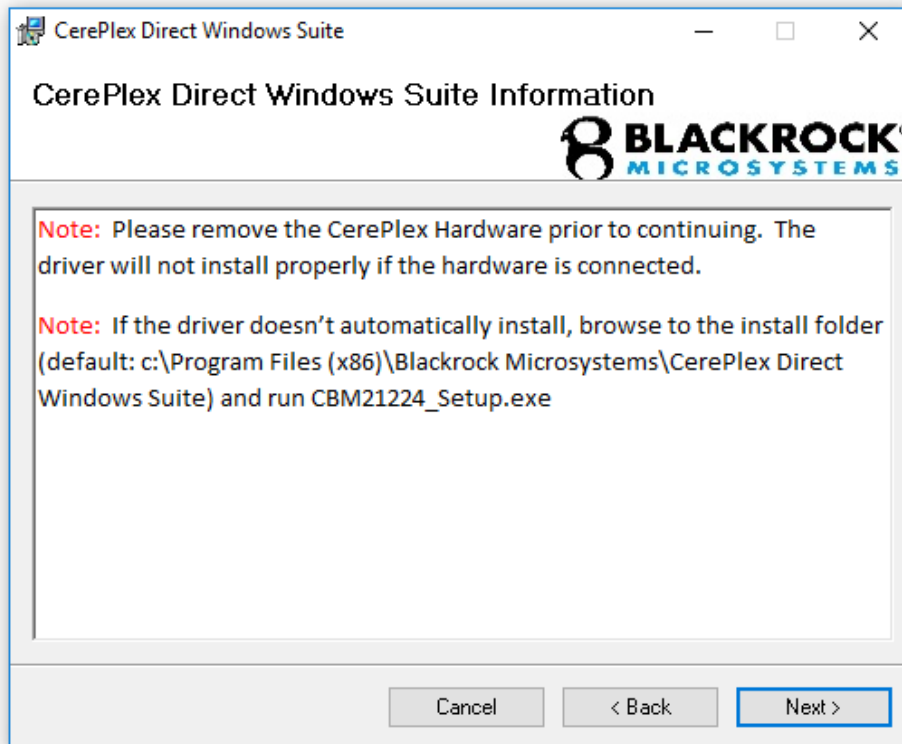 CerePlex Direct Windows Suite
CerePlex Direct Windows Suite Information
BLACKROCK
MICROSYSTEMS
Note:  Please remove the CerePlex Hardware prior to continuing.  The
driver will not install properly if the hardware is connected.
Note:  If the driver doesn’t automatically install, browse to the install folder
(default: c:\Program Files (x86)\Blackrock Microsystems\CerePlex Direct
Windows Suite) and run CBM21224_Setup.exe
Cancel
< Back
Next >